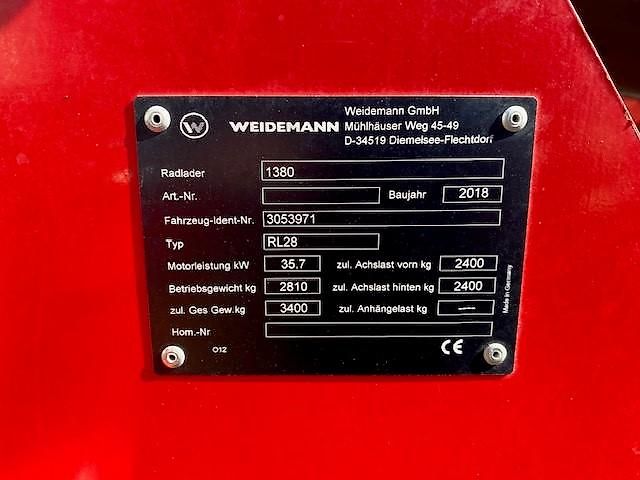 W WEIDEMANN
Weidemann GmbH
Mühlhäuser Weg 45-49
D-34519 Diemelsee-Flechtdorf
Radlader 1380
Art.-Nr. Baujahr 2018
Fahrzeug-Ident-Nr. 3053971
Typ RL28
Motorleistung kW 35.7 zul. Achslast vorn kg 2400
Betriebsgewicht kg 2810 zul. Achslast hinten kg 2400
zul. Ges Gew.kg 3400 zul. Anhängelast kg ----
Hom.-Nr
O12 CE
Made in Germany